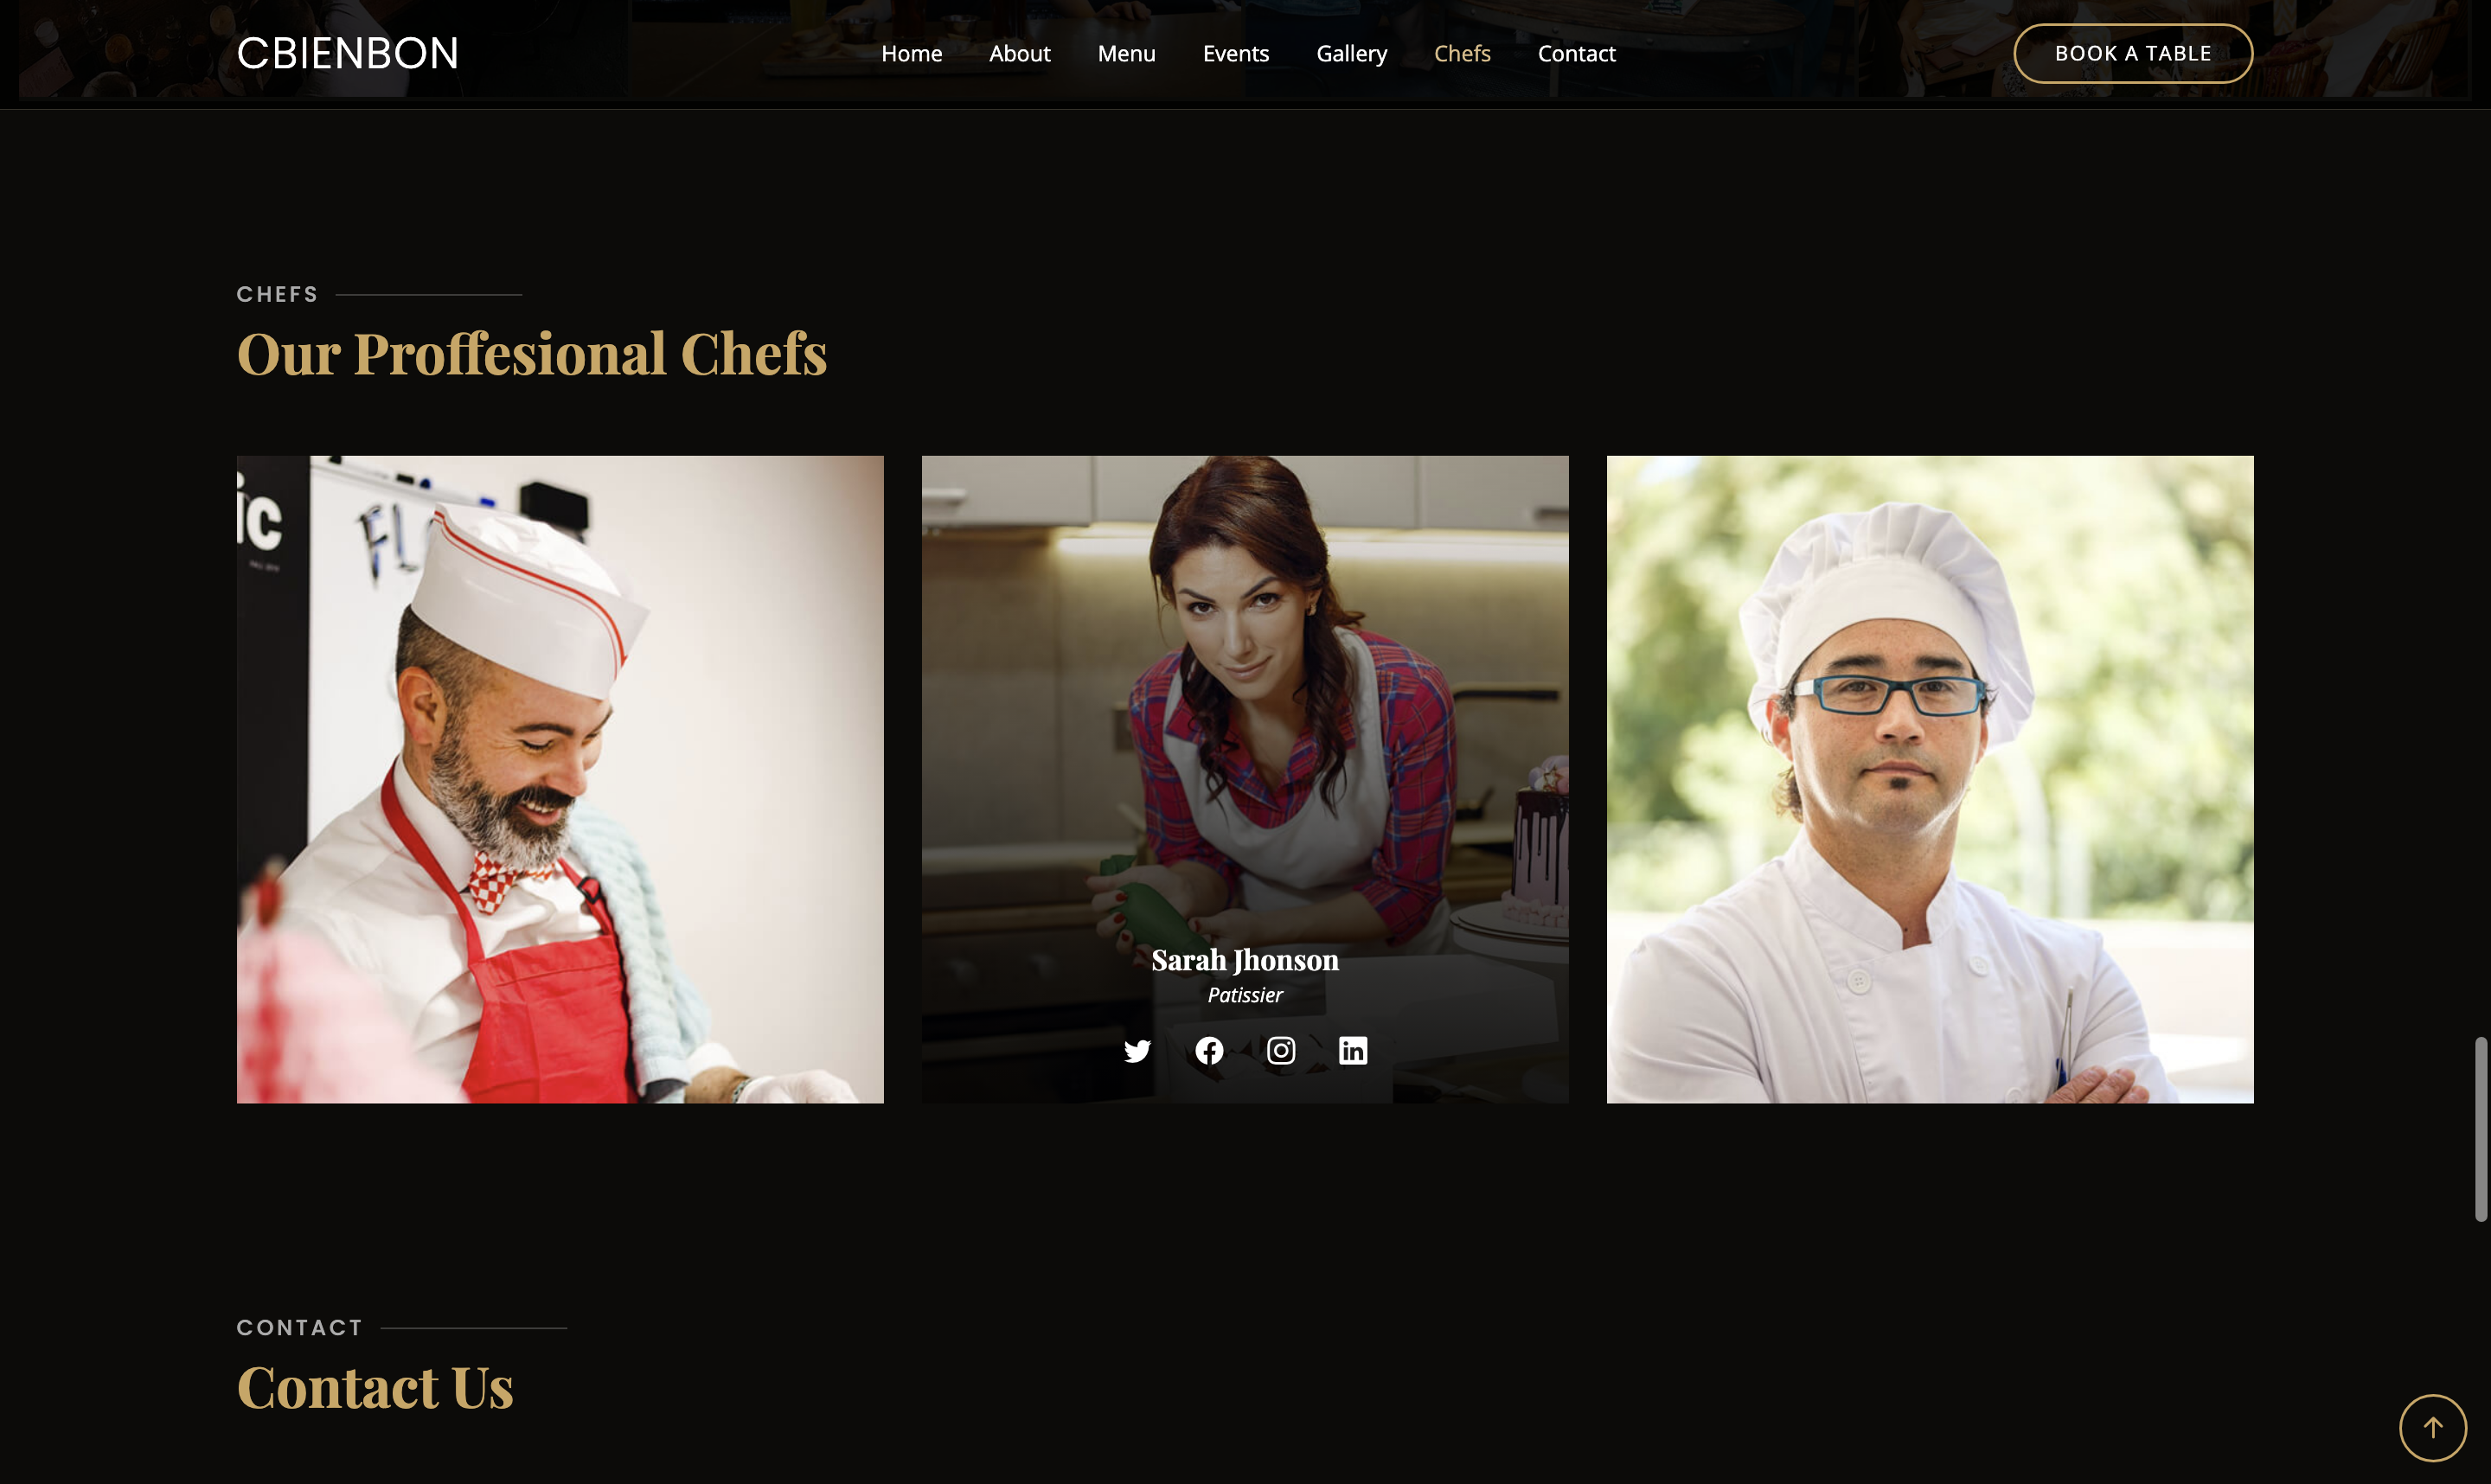 CBIENBON
Home About Menu Events Gallery Chefs Contact
BOOK A TABLE
CHEFS
Our Proffesional Chefs
ic
FL
Sarah Jhonson
Patissier
CONTACT
Contact Us